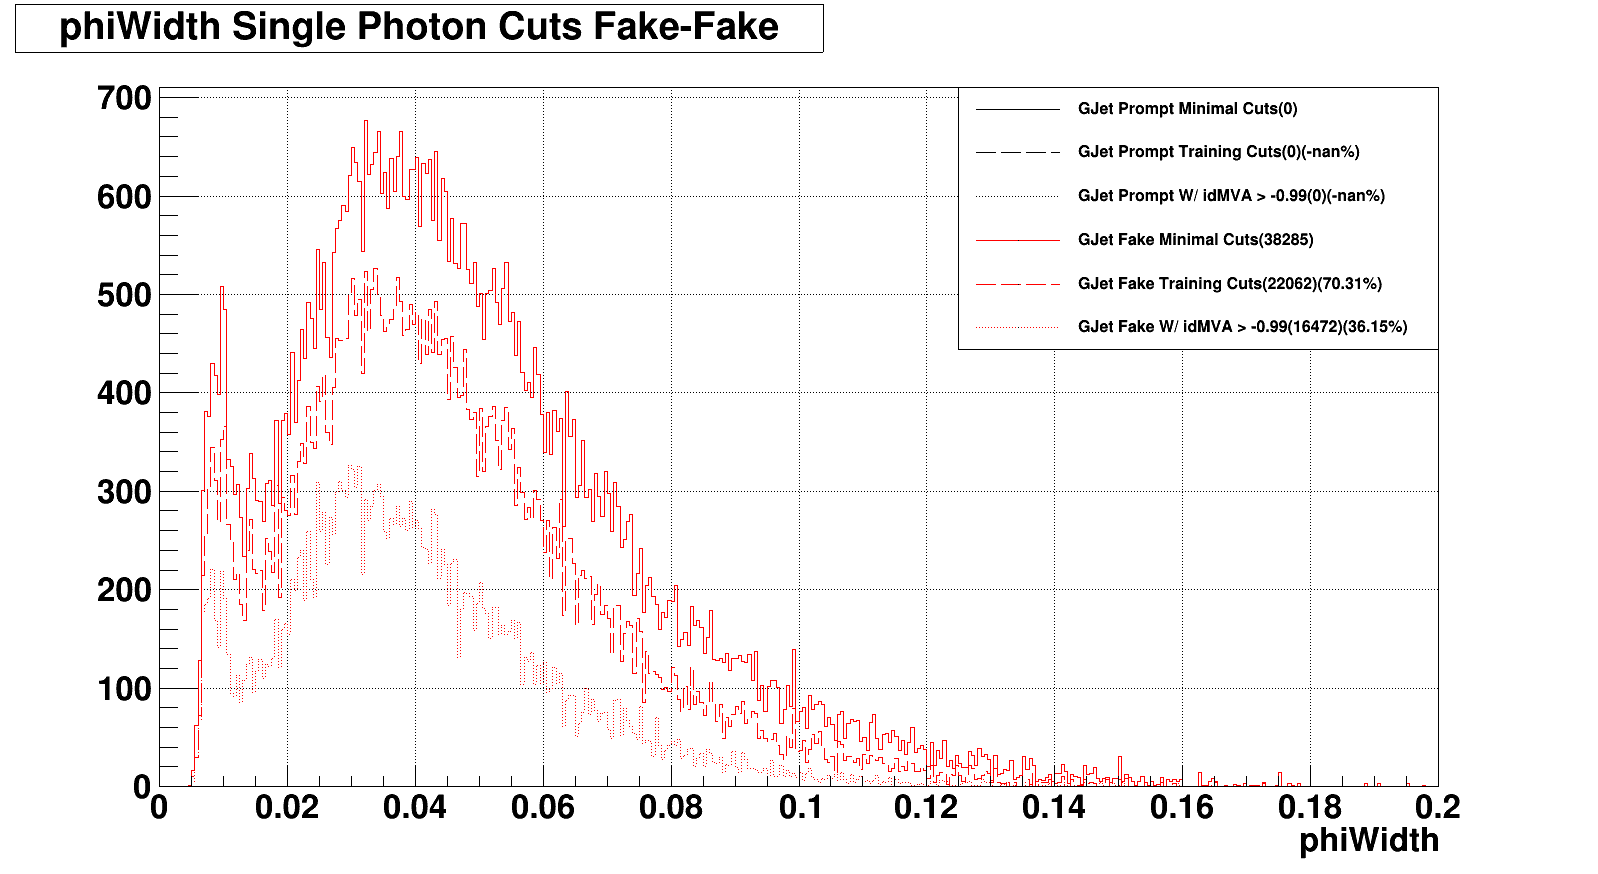 phiWidth Single Photon Cuts Fake-Fake
700
600
500
400
300
200
100
0
GJet Prompt Minimal Cuts(0)
GJet Prompt Training Cuts(0)(-nan%)
GJet Prompt W/ idMVA > -0.99(0)(-nan%)
GJet Fake Minimal Cuts(38285)
GJet Fake Training Cuts(22062)(70.31%)
GJet Fake W/ idMVA > -0.99(16472)(36.15%)
0 0.02 0.04 0.06 0.08 0.1 0.12 0.14 0.16 0.18 0.2
phiWidth